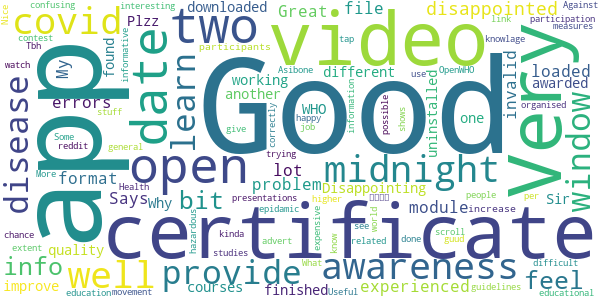 Nice
confusing
interesting
Great
file
disappointed
link
Against
contest
Plzz
downloaded
participation
covid
two
video
measures
Tbh
My
found
participants
tap
knowlage
Some
watch
app
date
learn
Good
very
informative
errors
working
different
Asibone
OpenWHO
use
invalid
loaded
stuff
another
WHO
happy
possible
uninstalled
awarded
disease
reddit
give
job
correctly
information
shows
one
organised
window
general
open
midnight
More
Health
format
trying
lot
problem
Disappointing
people
per
Says
Why
bit
presentations
higher
module
increase
Sir
chance
epidamic
certificate
info
well
hazardous
kinda
advert
expensive
see
related
world
done
scroll
extent
quality
provide
awareness
feel
What
know
guud
difficult
improve
courses
finished
studies
experienced
education
movement
Useful
guidelines
educational